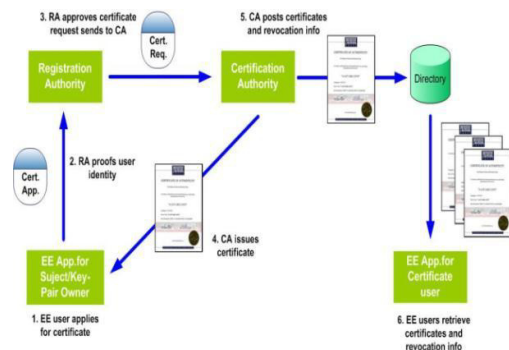 3. RA approves certificate
request sends to CA
Cert.
Req.
5. CA posts certificates
and revocation info
Registration
Authority
Certification
Authority
Directory
Cert.
App.
2. RA proofs user
identity
4. CA issues
certificate
EE App.for
Suject/Key-
Pair Owner
1. EE user applies
for certificate
EE App.for
Certificate
user
6. EE users retrieve
certificates and
revocation info